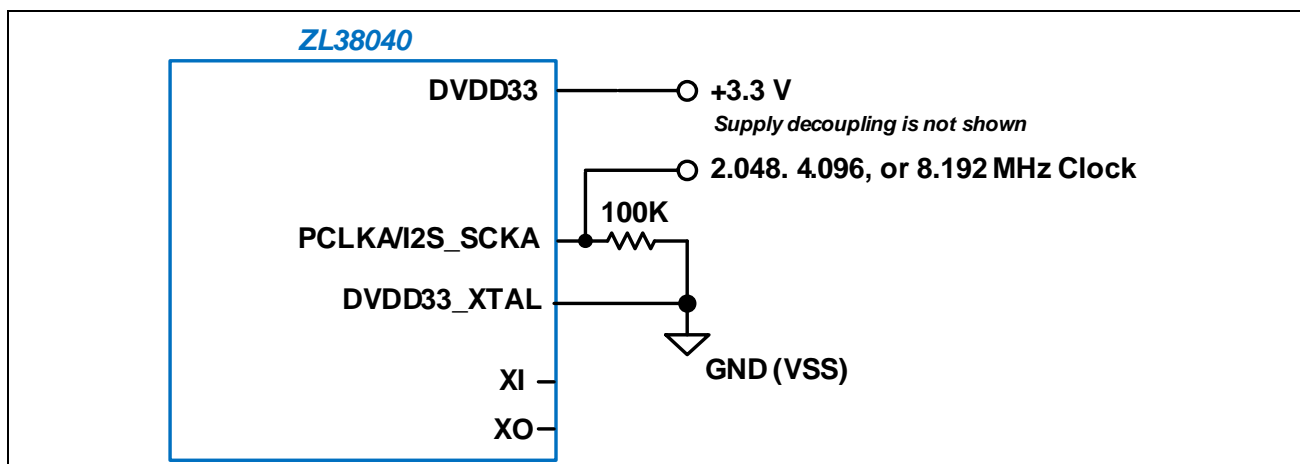 ZL38040
DVDD33
+3.3 V
Supply decoupling is not shown
2.048. 4.096, or 8.192 MHz Clock
100K
PCLKA/I2S_SCKA
DVDD33_XTAL
GND (VSS)
XI
XO